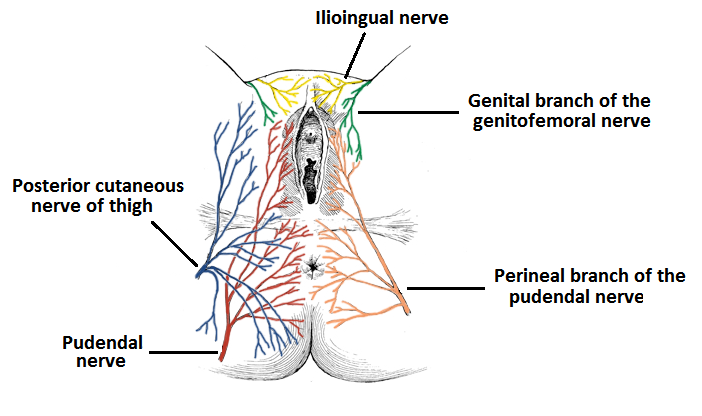 Ilioingual nerve
Genital branch of the
genitofemoral nerve
Posterior cutaneous
nerve of thigh
Perineal branch of the
pudendal nerve
Pudendal
nerve